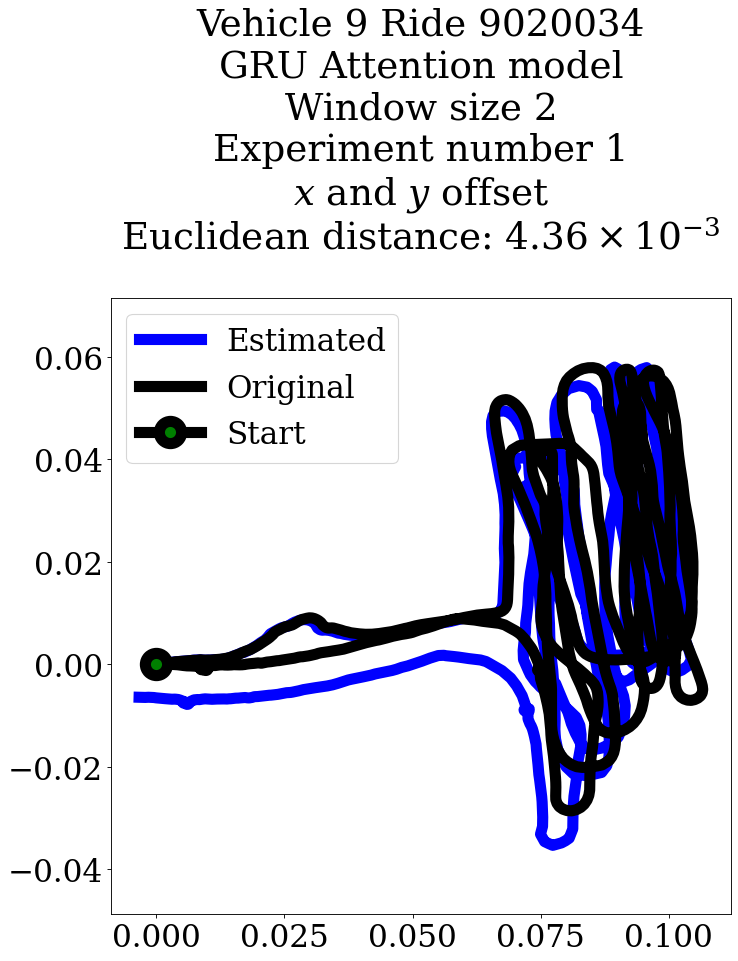 Vehicle 9 Ride 9020034
GRU Attention model
Window size 2
Experiment number 1
x and y offset
Euclidean distance: 4.36 × 10⁻³
Estimated
Original
Start
0.06
0.04
0.02
0.00
−0.02
−0.04
0.000 0.025 0.050 0.075 0.100